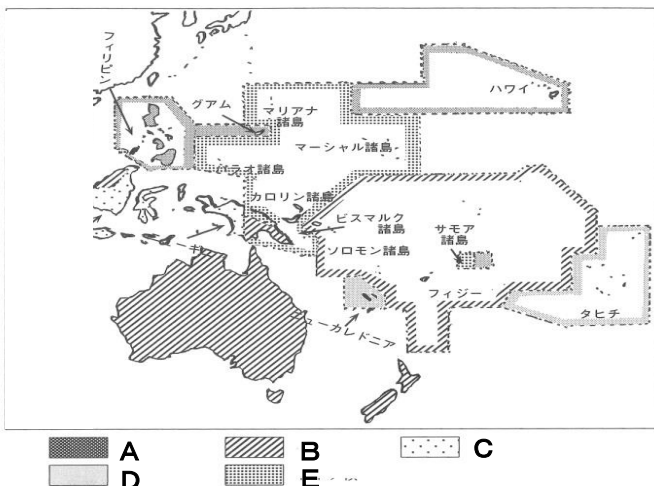 フィリピン
グアム
マリアナ
諸島
ハワイ
マーシャル諸島
パラオ諸島
カロリン諸島
ビスマルク
諸島
サモア
諸島
ソロモン諸島
フィジー
タヒチ
ニューカレドニア
A
B
C
D
E